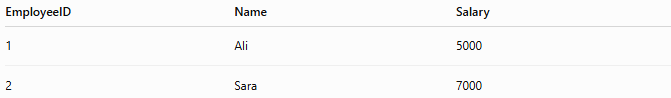 EmployeeID Name Salary
1 Ali 5000
2 Sara 7000